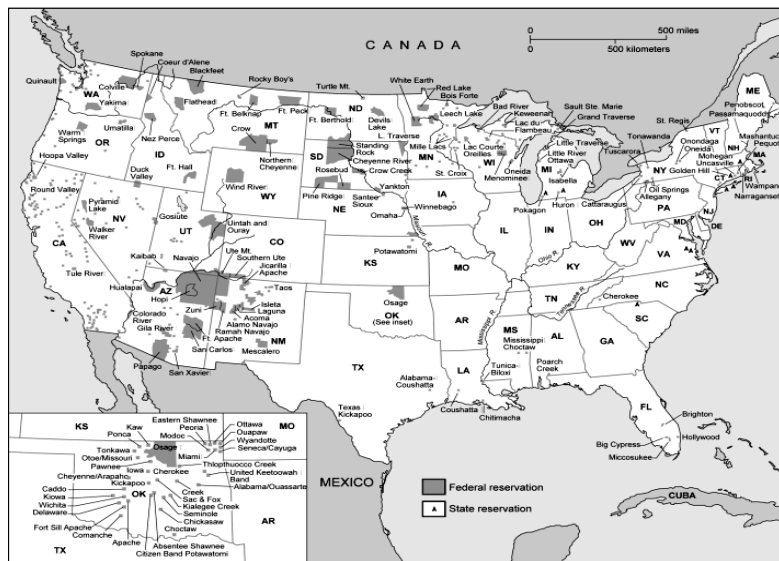 0 500 miles
0 500 kilometers
CANADA
Spokane
Coeur d'Alene
Blackfeet
Quinault
Colville
WA
Yakima
Flathead
Rocky Boy's
Ft. Belknap
Ft. Peck
MT
Crow
Northern Cheyenne
Turtle Mt.
ND
Ft. Berthold
Devils Lake
L. Traverse
White Earth
Red Lake
Bois Forte
Leech Lake
Mille Lacs
MN
St. Croix
Bad River
Keweenah
Lac du Flambeau
Lac Courte Oreilles
WI
Oneida
Menominee
Sault Ste. Marie
Grand Traverse
Little Traverse
Little River Ottawa
MI
Isabella
Huron
Pokagon
St. Regis
Tonawanda
Tuscarora
Cattaraugus
Oil Springs
Allegany
Onondaga
Oneida
NY
ME
Penobscot
Passamaquoddy
VT
NH
Mashantucket Pequot
MA
Mohegan
Uncasville
Golden Hill
CT
RI
Wampanoag
Narragansett
PA
NJ
MD
DE
Warm Springs
Umatilla
OR
Nez Perce
ID
Ft. Hall
Duck Valley
Hoopa Valley
Round Valley
Pyramid Lake
NV
Walker River
CA
Tule River
Gosiute
UT
Uintah and Ouray
Wind River
WY
SD
Standing Rock
Cheyenne River
Crow Creek
Rosebud
Pine Ridge
Yankton
Santee Sioux
NE
Omaha
Winnebago
IA
Missouri R.
IL
IN
OH
WV
VA
CO
Ute Mt.
Southern Ute
Jicarilla Apache
Taos
Kaibab
Navajo
Hualapai
AZ
Hopi
Zuni
Isleta
Laguna
Acoma
Alamo Navajo
Ramah Navajo
Ft. Apache
Colorado River
Gila River
San Carlos
Mescalero
NM
Papago
San Xavier
Potawatomi
KS
MO
Ohio R.
KY
TN
Tennessee R.
Cherokee
NC
SC
Osage
OK
(See inset)
AR
Mississippi R.
MS
Mississippi Choctaw
AL
GA
Poarch Creek
TX
Alabama-Coushatta
LA
Tunica-Biloxi
Coushatta
Chitimacha
Texas Kickapoo
FL
Brighton
Big Cypress
Hollywood
Miccosukee
MEXICO
CUBA
Federal reservation
State reservation
KS
MO
Eastern Shawnee
Peoria
Modoc
Ottawa
Quapaw
Wyandotte
Seneca/Cayuga
Kaw
Ponca
Osage
Miami
Tonkawa
Otoe/Missouri
Pawnee
Iowa
Cherokee
Thlopthucco Creek
United Keetoowah Band
Cheyenne/Arapaho
Kickapoo
Alabama/Quassarte
Caddo
Kiowa
Wichita
Delaware
OK
Creek
Sac & Fox
Kialegee Creek
Seminole
Chickasaw
Choctaw
Fort Sill Apache
Comanche
Apache
Absentee Shawnee
Citizen Band Potawatomi
AR
TX